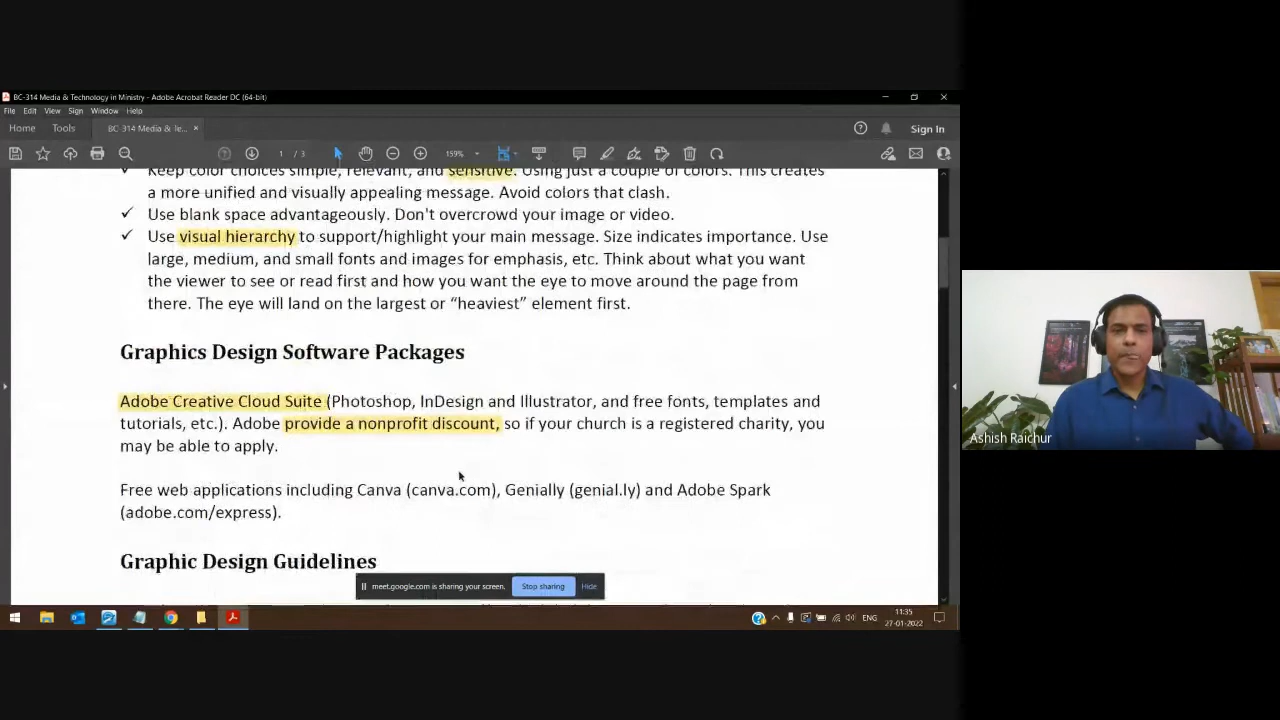 BC-314 Media & Technology in Ministry - Adobe Acrobat Reader DC (64-bit)
File Edit View Sign Window Help
Home Tools BC-314 Media & Te... × Sign In
1 / 3 159%
Keep color choices simple, relevant, and sensitive. Using just a couple of colors. This creates
a more unified and visually appealing message. Avoid colors that clash.
✓ Use blank space advantageously. Don't overcrowd your image or video.
✓ Use visual hierarchy to support/highlight your main message. Size indicates importance. Use
large, medium, and small fonts and images for emphasis, etc. Think about what you want
the viewer to see or read first and how you want the eye to move around the page from
there. The eye will land on the largest or “heaviest” element first.
Graphics Design Software Packages
Adobe Creative Cloud Suite (Photoshop, InDesign and Illustrator, and free fonts, templates and
tutorials, etc.). Adobe provide a nonprofit discount, so if your church is a registered charity, you
may be able to apply.
Free web applications including Canva (canva.com), Genially (genial.ly) and Adobe Spark
(adobe.com/express).
Graphic Design Guidelines
meet.google.com is sharing your screen. Stop sharing Hide
Ashish Raichur
ENG
11:35
27-01-2022